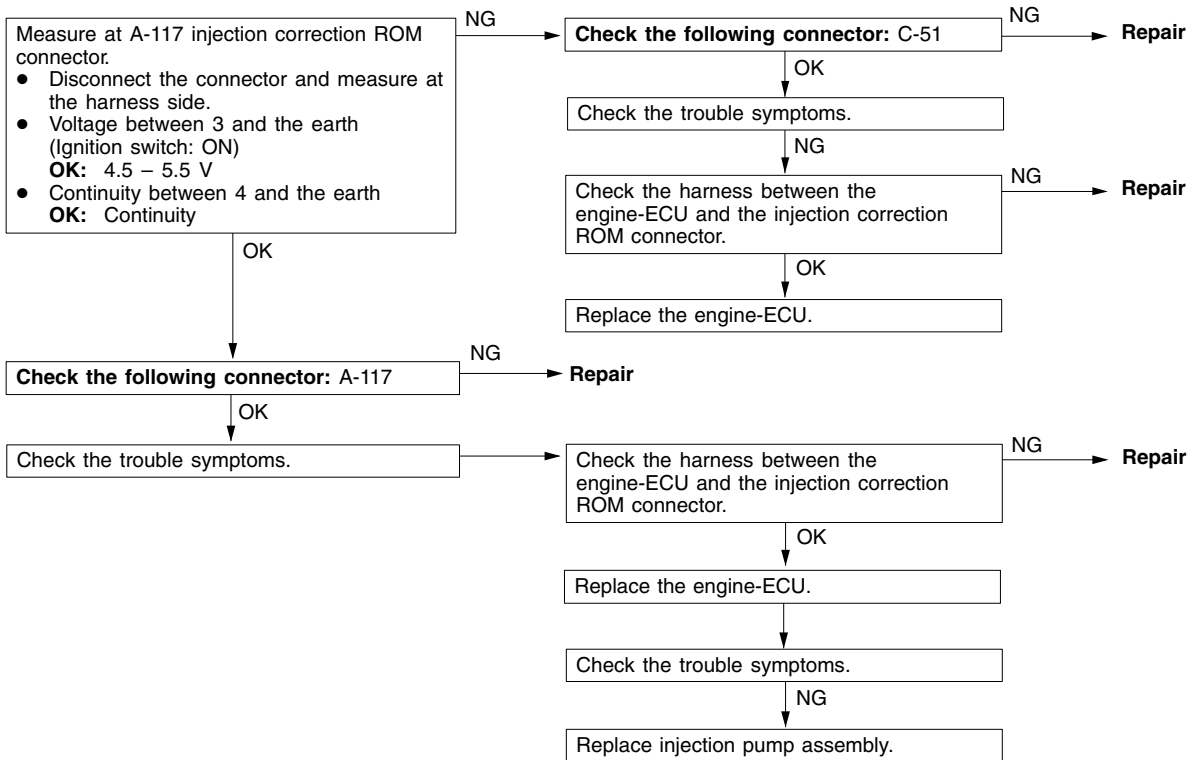 Measure at A-117 injection correction ROM
connector.
● Disconnect the connector and measure at
the harness side.
● Voltage between 3 and the earth
(Ignition switch: ON)
OK: 4.5 – 5.5 V
● Continuity between 4 and the earth
OK: Continuity
NG
Check the following connector: C-51
NG
Repair
OK
Check the trouble symptoms.
NG
Check the harness between the
engine-ECU and the injection correction
ROM connector.
NG
Repair
OK
Replace the engine-ECU.
OK
Check the following connector: A-117
NG
Repair
OK
Check the trouble symptoms.
Check the harness between the
engine-ECU and the injection correction
ROM connector.
NG
Repair
OK
Replace the engine-ECU.
Check the trouble symptoms.
NG
Replace injection pump assembly.